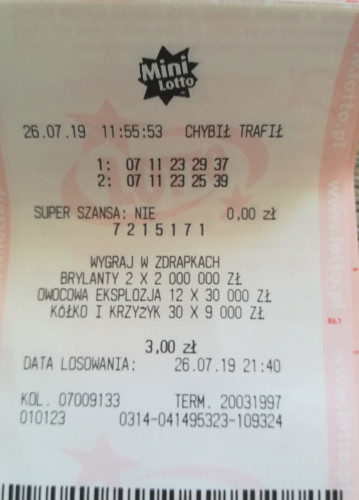 Mini
Lotto
26.07.19 11:55:53 CHYBIŁ TRAFIŁ
1: 07 11 23 29 37
2: 07 11 23 25 39
SUPER SZANSA: NIE 0,00 zł
7215171
WYGRAJ W ZDRAPKACH
BRYLANTY 2 X 2 000 000 ZŁ
OWOCOWA EKSPLOZJA 12 X 30 000 ZŁ
KÓŁKO I KRZYŻYK 30 X 9 000 ZŁ
3,00 zł
DATA LOSOWANIA: 26.07.19 21:40
KOL. 07009133 TERM. 20031997
010123 0314-041495323-109324